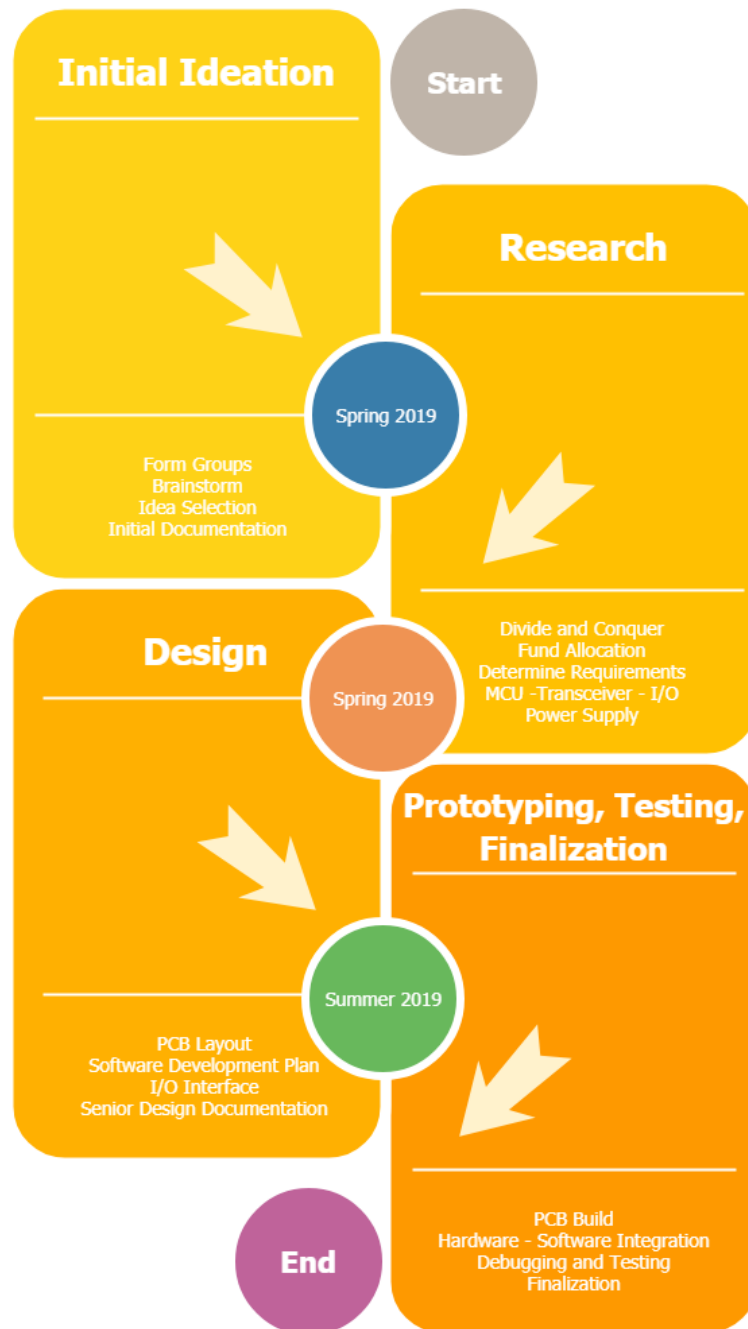 Start
Initial Ideation
Spring 2019
Form Groups
Brainstorm
Idea Selection
Initial Documentation
Research
Divide and Conquer
Fund Allocation
Determine Requirements
MCU -Transceiver - I/O
Power Supply
Spring 2019
Design
PCB Layout
Software Development Plan
I/O Interface
Senior Design Documentation
Summer 2019
Prototyping, Testing,
Finalization
PCB Build
Hardware - Software Integration
Debugging and Testing
Finalization
End